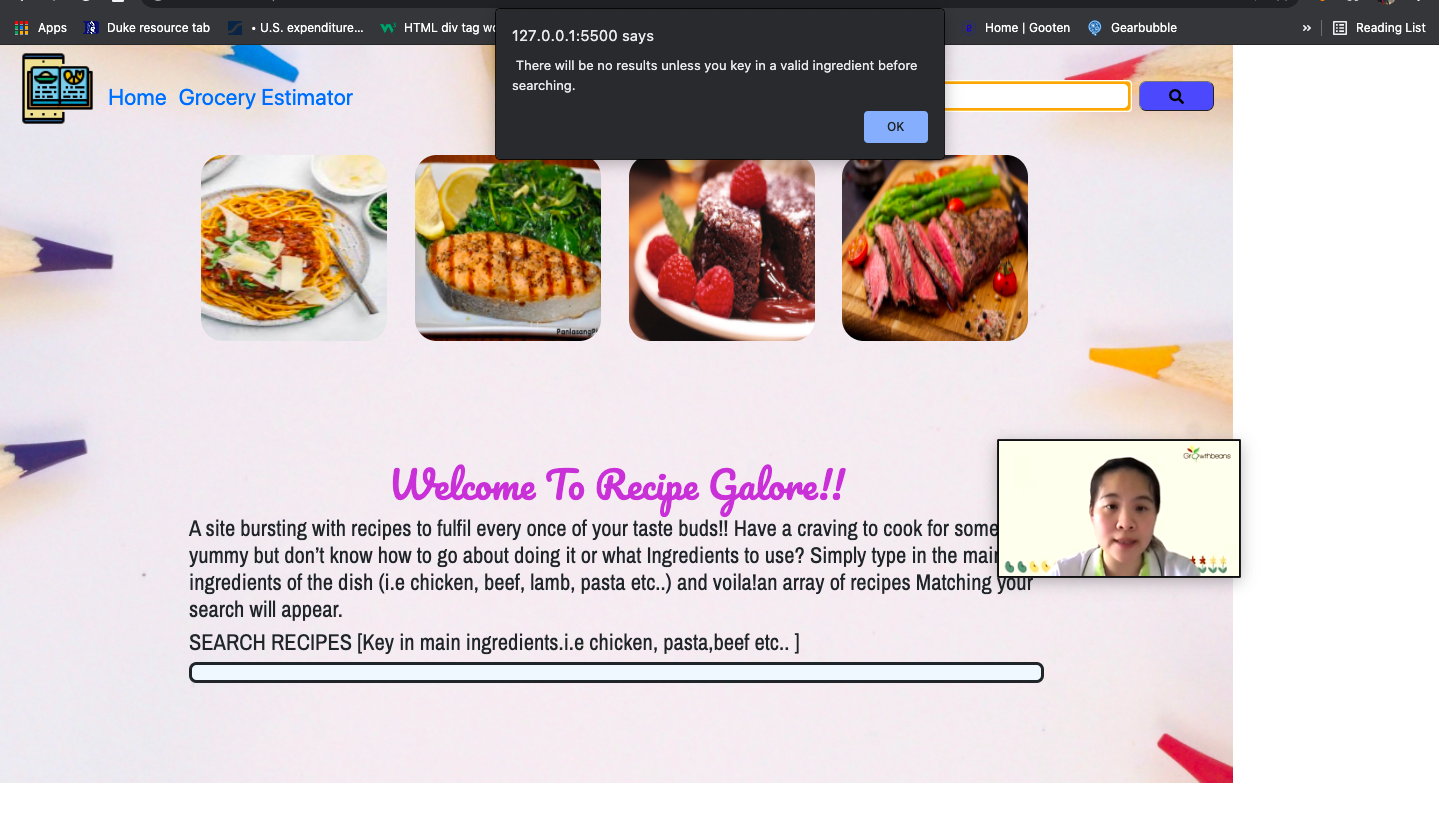 Apps
Duke resource tab
• U.S. expenditure...
HTML div tag wo
Home | Gooten
Gearbubble
»
Reading List
127.0.0.1:5500 says
There will be no results unless you key in a valid ingredient before
searching.
OK
Home Grocery Estimator
Growthbeans
Welcome To Recipe Galore!!
A site bursting with recipes to fulfil every once of your taste buds!! Have a craving to cook for some
yummy but don’t know how to go about doing it or what Ingredients to use? Simply type in the main
ingredients of the dish (i.e chicken, beef, lamb, pasta etc..) and voila!an array of recipes Matching your
search will appear.
SEARCH RECIPES [Key in main ingredients.i.e chicken, pasta,beef etc.. ]